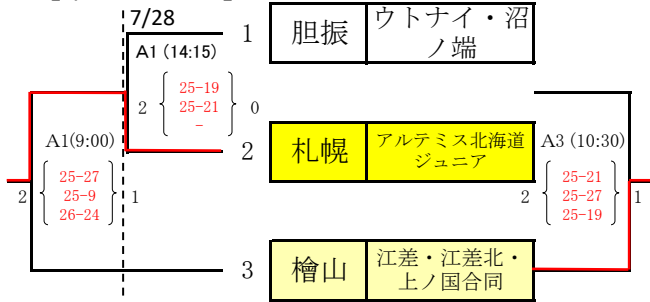 7/28
A1 (14:15)
2
25-19
25-21
−
0
1
胆振
ウトナイ・沼
ノ端
A1(9:00)
2
25-27
25-9
26-24
1
2
札幌
アルテミス北海道
ジュニア
A3 (10:30)
2
25-21
25-27
25-19
1
3
檜山
江差・江差北・
上ノ国合同